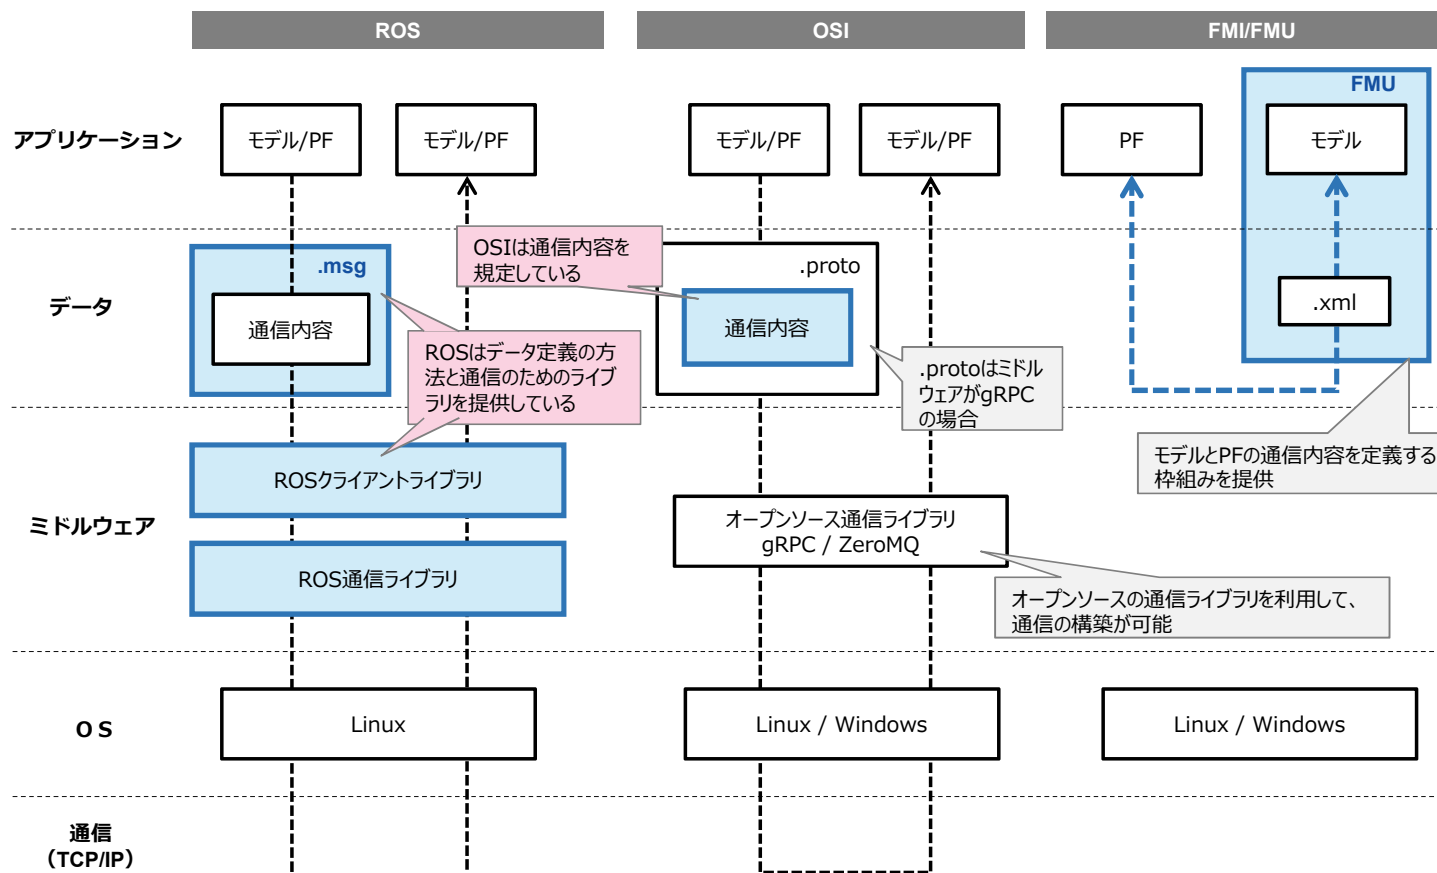 ROS
OSI
FMI/FMU
FMU
アプリケーション
モデル/PF
モデル/PF
モデル/PF
モデル/PF
PF
モデル
データ
.msg
通信内容
OSIは通信内容を
規定している
ROSはデータ定義の方
法と通信のためのライブ
ラリを提供している
.proto
通信内容
.protoはミドル
ウェアがgRPC
の場合
.xml
モデルとPFの通信内容を定義する
枠組みを提供
ミドルウェア
ROSクライアントライブラリ
ROS通信ライブラリ
オープンソース通信ライブラリ
gRPC / ZeroMQ
オープンソースの通信ライブラリを利用して、
通信の構築が可能
ＯＳ
Linux
Linux / Windows
Linux / Windows
通信
（TCP/IP）